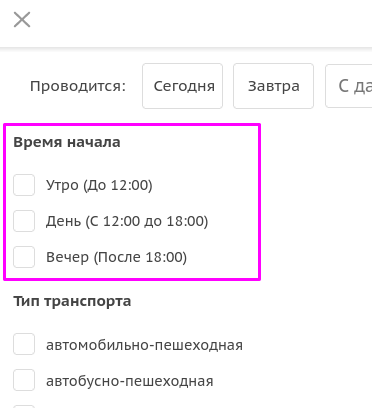 Проводится: Сегодня Завтра С да
Время начала
Утро (До 12:00)
День (С 12:00 до 18:00)
Вечер (После 18:00)
Тип транспорта
автомобильно-пешеходная
автобусно-пешеходная